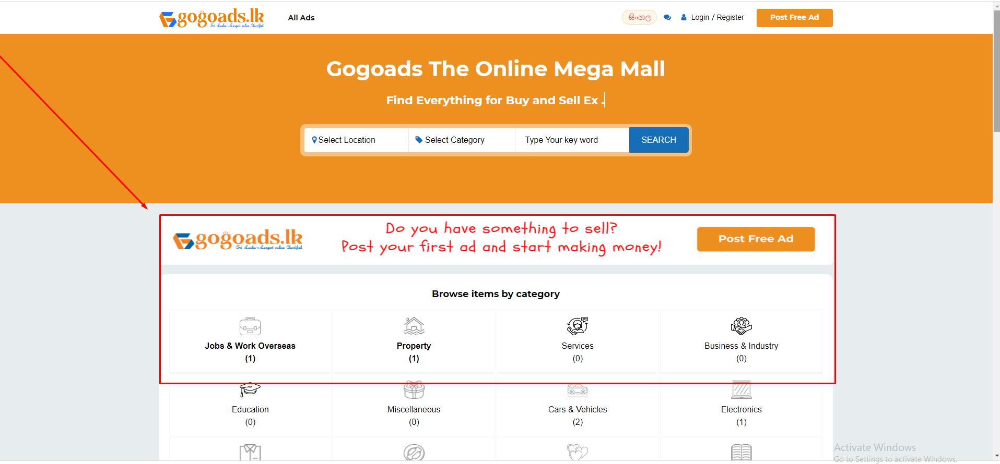 gogoads.lk
Sri Lanka's Largest online Classified
All Ads
සිංහල
Login / Register
Post Free Ad
Gogoads The Online Mega Mall
Find Everything for Buy and Sell Ex .
Select Location
Select Category
Type Your key word
SEARCH
gogoads.lk
Sri Lanka's Largest online Classified
Do you have something to sell?
Post your first ad and start making money!
Post Free Ad
Browse items by category
Jobs & Work Overseas
(1)
Property
(1)
Services
(0)
Business & Industry
(0)
Education
(0)
Miscellaneous
(0)
Cars & Vehicles
(2)
Electronics
(1)
Activate Windows
Go to Settings to activate Windows.